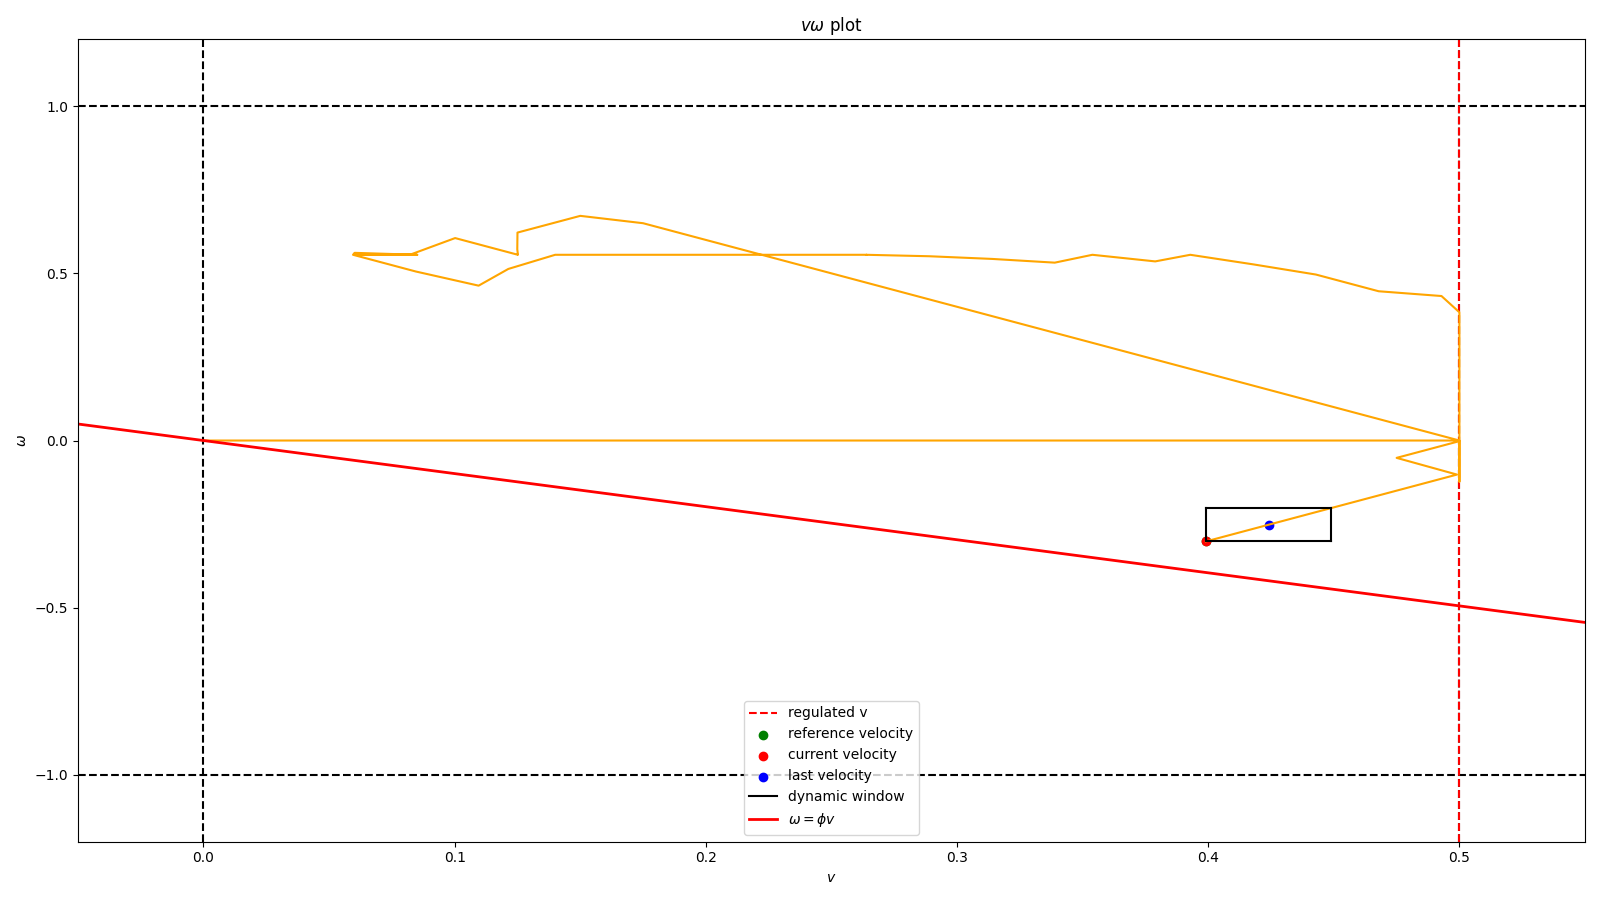 vω plot
1.0
0.5
0.0
−0.5
−1.0
ω
regulated v
reference velocity
current velocity
last velocity
dynamic window
ω = ϕv
0.0 0.1 0.2 0.3 0.4 0.5
v